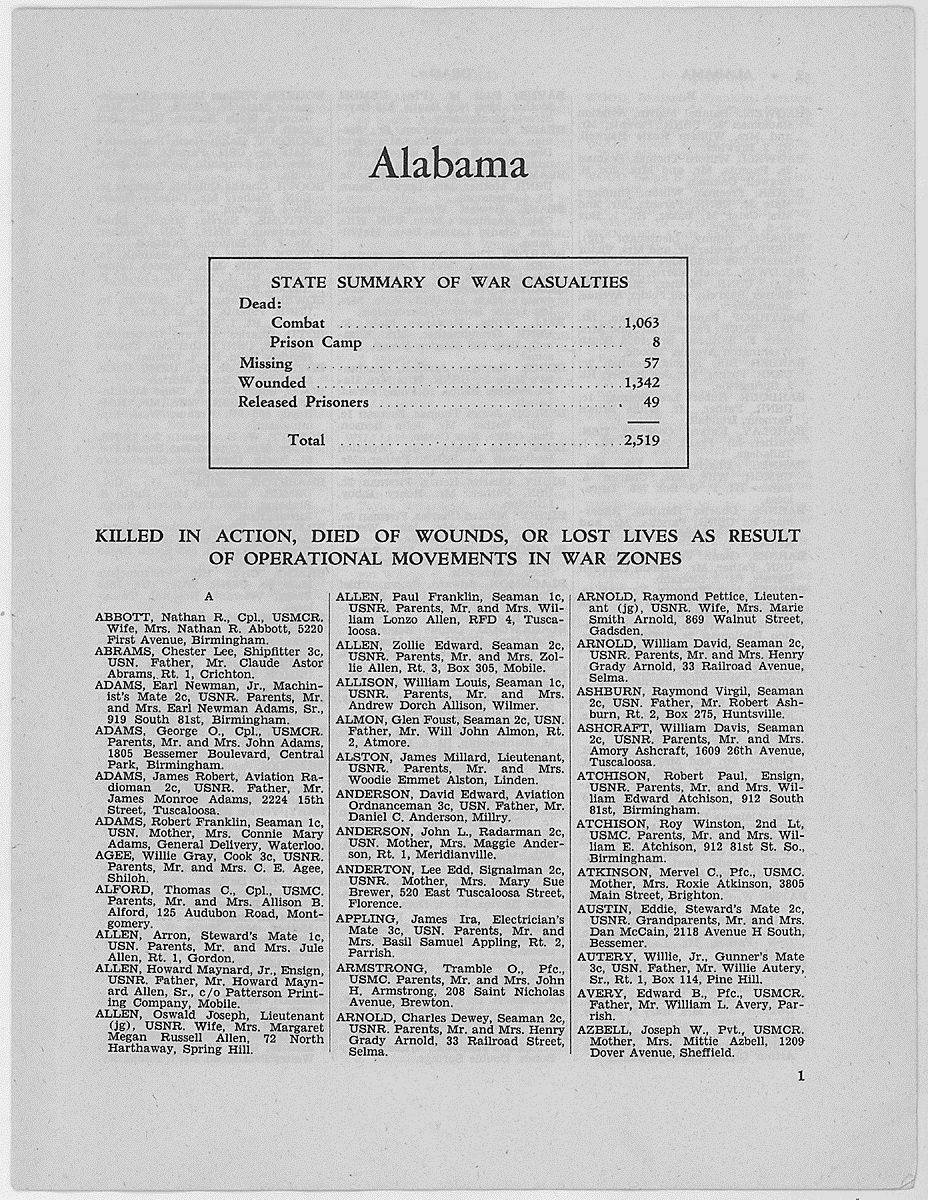 Alabama
STATE SUMMARY OF WAR CASUALTIES
Dead:
Combat ................................... 1,063
Prison Camp ............................... 8
Missing ....................................... 57
Wounded ................................... 1,342
Released Prisoners ............................... 49
Total ................................... 2,519
KILLED IN ACTION, DIED OF WOUNDS, OR LOST LIVES AS RESULT
OF OPERATIONAL MOVEMENTS IN WAR ZONES
A
ABBOTT, Nathan R., Cpl., USMCR.
Wife, Mrs. Nathan R. Abbott, 5220
First Avenue, Birmingham.
ABRAMS, Chester Lee, Shipfitter 3c,
USN. Father, Mr. Claude Astor
Abrams, Rt. 1, Crichton.
ADAMS, Earl Newman, Jr., Machin-
ist's Mate 2c, USNR. Parents, Mr.
and Mrs. Earl Newman Adams, Sr.,
919 South 81st, Birmingham.
ADAMS, George O., Cpl., USMCR.
Parents, Mr. and Mrs. John Adams,
1805 Bessemer Boulevard, Central
Park, Birmingham.
ADAMS, James Robert, Aviation Ra-
dioman 2c, USNR. Father, Mr.
James Monroe Adams, 2224 15th
Street, Tuscaloosa.
ADAMS, Robert Franklin, Seaman 1c,
USN. Mother, Mrs. Connie Mary
Adams, General Delivery, Waterloo.
AGEE, Willie Gray, Cook 3c, USNR.
Parents, Mr. and Mrs. C. E. Agee,
Shiloh.
ALFORD, Thomas C., Cpl., USMC.
Parents, Mr. and Mrs. Allison B.
Alford, 125 Audubon Road, Mont-
gomery.
ALLEN, Arron, Steward's Mate 1c,
USN. Parents, Mr. and Mrs. Jule
Allen, Rt. 1, Gordon.
ALLEN, Howard Maynard, Jr., Ensign,
USNR. Father, Mr. Howard Mayn-
ard Allen, Sr., c/o Patterson Print-
ing Company, Mobile.
ALLEN, Oswald Joseph, Lieutenant
(jg), USNR. Wife, Mrs. Margaret
Megan Russell Allen, 72 North
Harthaway, Spring Hill.
ALLEN, Paul Franklin, Seaman 1c,
USNR. Parents, Mr. and Mrs. Wil-
liam Lonzo Allen, RFD 4, Tusca-
loosa.
ALLEN, Zollie Edward. Seaman 2c,
USNR. Parents, Mr. and Mrs. Zol-
lie Allen, Rt. 3, Box 305, Mobile.
ALLISON, William Louis, Seaman 1c,
USNR. Parents, Mr. and Mrs.
Andrew Dorch Allison, Wilmer.
ALMON, Glen Foust, Seaman 2c, USN.
Father, Mr. Will John Almon, Rt.
2, Atmore.
ALSTON, James Millard, Lieutenant,
USNR. Parents, Mr. and Mrs.
Woodie Emmet Alston, Linden.
ANDERSON, David Edward, Aviation
Ordnanceman 3c, USN. Father, Mr.
Daniel C. Anderson, Millry.
ANDERSON, John L., Radarman 2c,
USN. Mother, Mrs. Maggie Ander-
son, Rt. 1, Meridianville.
ANDERTON, Lee Edd, Signalman 2c,
USNR. Mother, Mrs. Mary Sue
Brewer, 520 East Tuscaloosa Street,
Florence.
APPLING, James Ira, Electrician's
Mate 3c, USN. Parents, Mr. and
Mrs. Basil Samuel Appling, Rt. 2,
Parrish.
ARMSTRONG, Tramble O., Pfc.,
USMC. Parents, Mr. and Mrs. John
H. Armstrong, 208 Saint Nicholas
Avenue, Brewton.
ARNOLD, Charles Dewey, Seaman 2c,
USNR. Parents, Mr. and Mrs. Henry
Grady Arnold, 33 Railroad Street,
Selma.
ARNOLD, Raymond Pettice, Lieuten-
ant (jg), USNR. Wife, Mrs. Marie
Smith Arnold, 869 Walnut Street,
Gadsden.
ARNOLD, William David, Seaman 2c,
USNR. Parents, Mr. and Mrs. Henry
Grady Arnold, 33 Railroad Avenue,
Selma.
ASHBURN, Raymond Virgil, Seaman
2c, USN. Father, Mr. Robert Ash-
burn, Rt. 2, Box 275, Huntsville.
ASHCRAFT, William Davis, Seaman
2c, USNR. Parents, Mr. and Mrs.
Amory Ashcraft, 1609 26th Avenue,
Tuscaloosa.
ATCHISON, Robert Paul, Ensign,
USNR. Parents, Mr. and Mrs. Wil-
liam Edward Atchison, 912 South
81st, Birmingham.
ATCHISON, Roy Winston, 2nd Lt,
USMC. Parents, Mr. and Mrs. Wil-
liam E. Atchison, 912 81st St. So.,
Birmingham.
ATKINSON, Mervel C., Pfc., USMC.
Mother, Mrs. Roxie Atkinson, 3805
Main Street, Brighton.
AUSTIN, Eddie, Steward's Mate 2c,
USNR. Grandparents, Mr. and Mrs.
Dan McCain, 2118 Avenue H South,
Bessemer.
AUTERY, Willie, Jr., Gunner's Mate
3c, USN. Father, Mr. Willie Autery,
Sr., Rt. 1, Box 114, Pine Hill.
AVERY, Edward B., Pfc., USMCR.
Father, Mr. William L. Avery, Par-
rish.
AZBELL, Joseph W., Pvt., USMCR.
Mother, Mrs. Mittie Azbell, 1209
Dover Avenue, Sheffield.
1